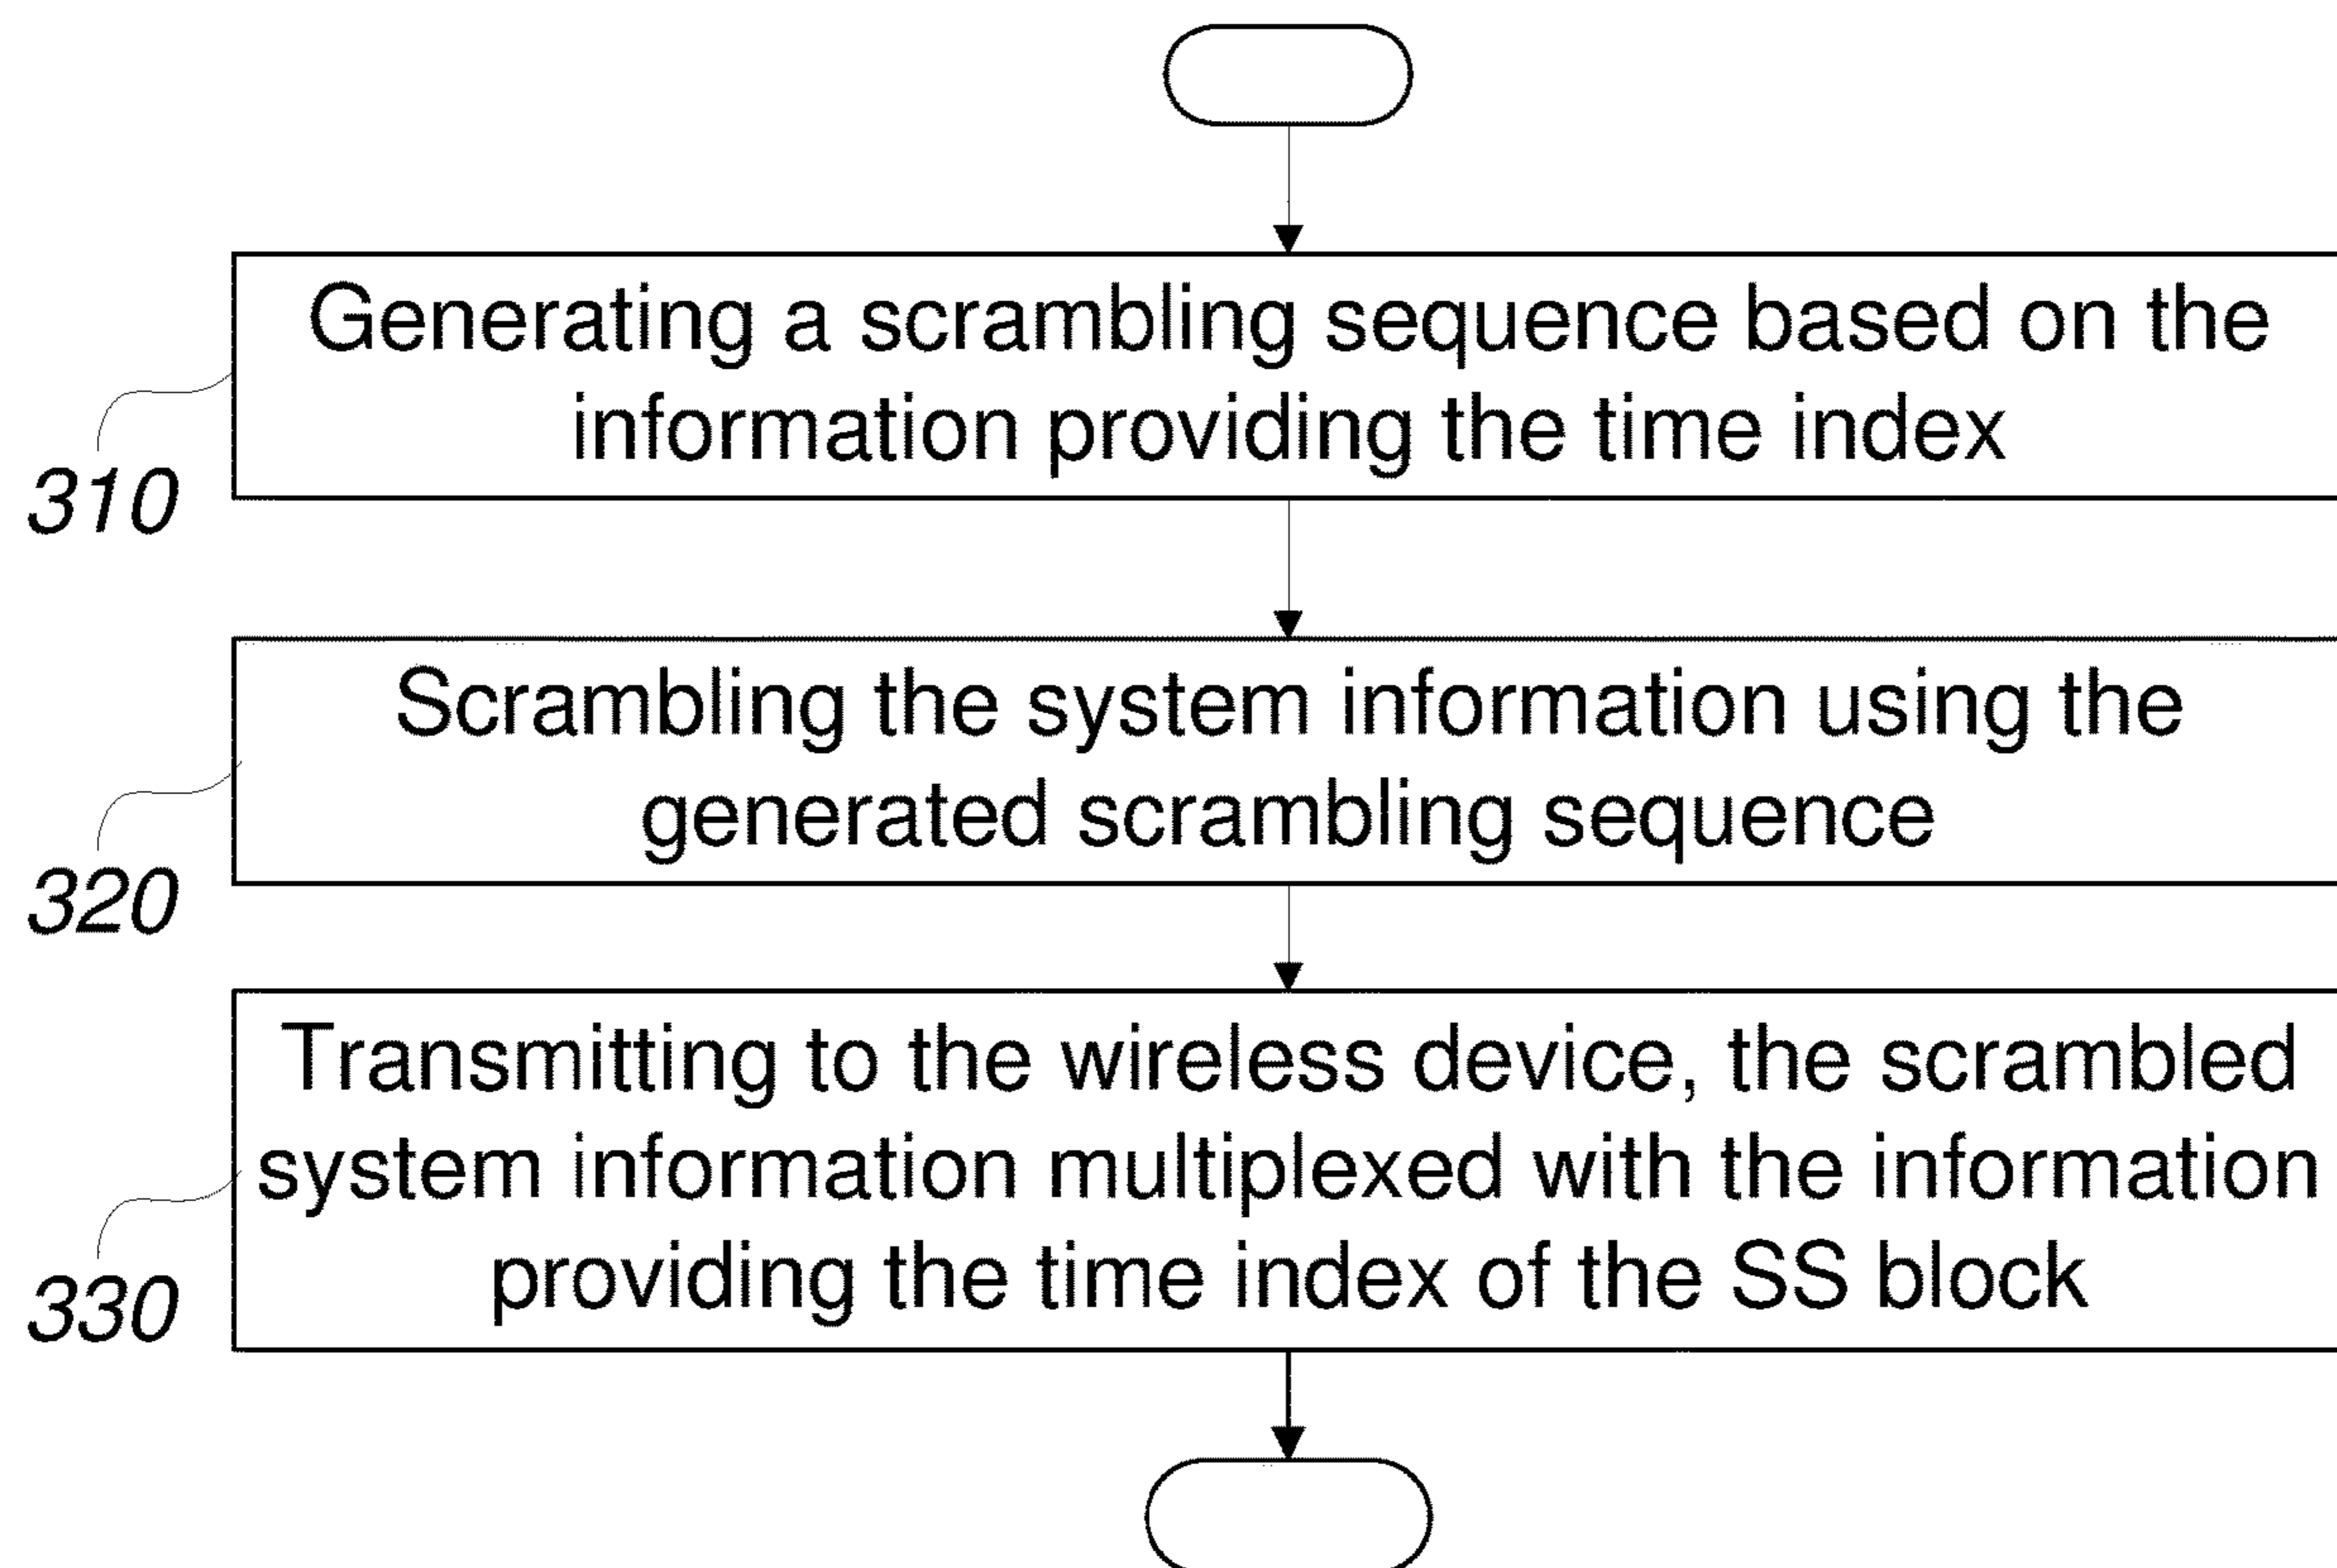 Generating a scrambling sequence based on the
information providing the time index
310
Scrambling the system information using the
generated scrambling sequence
320
Transmitting to the wireless device, the scrambled
system information multiplexed with the information
providing the time index of the SS block
330